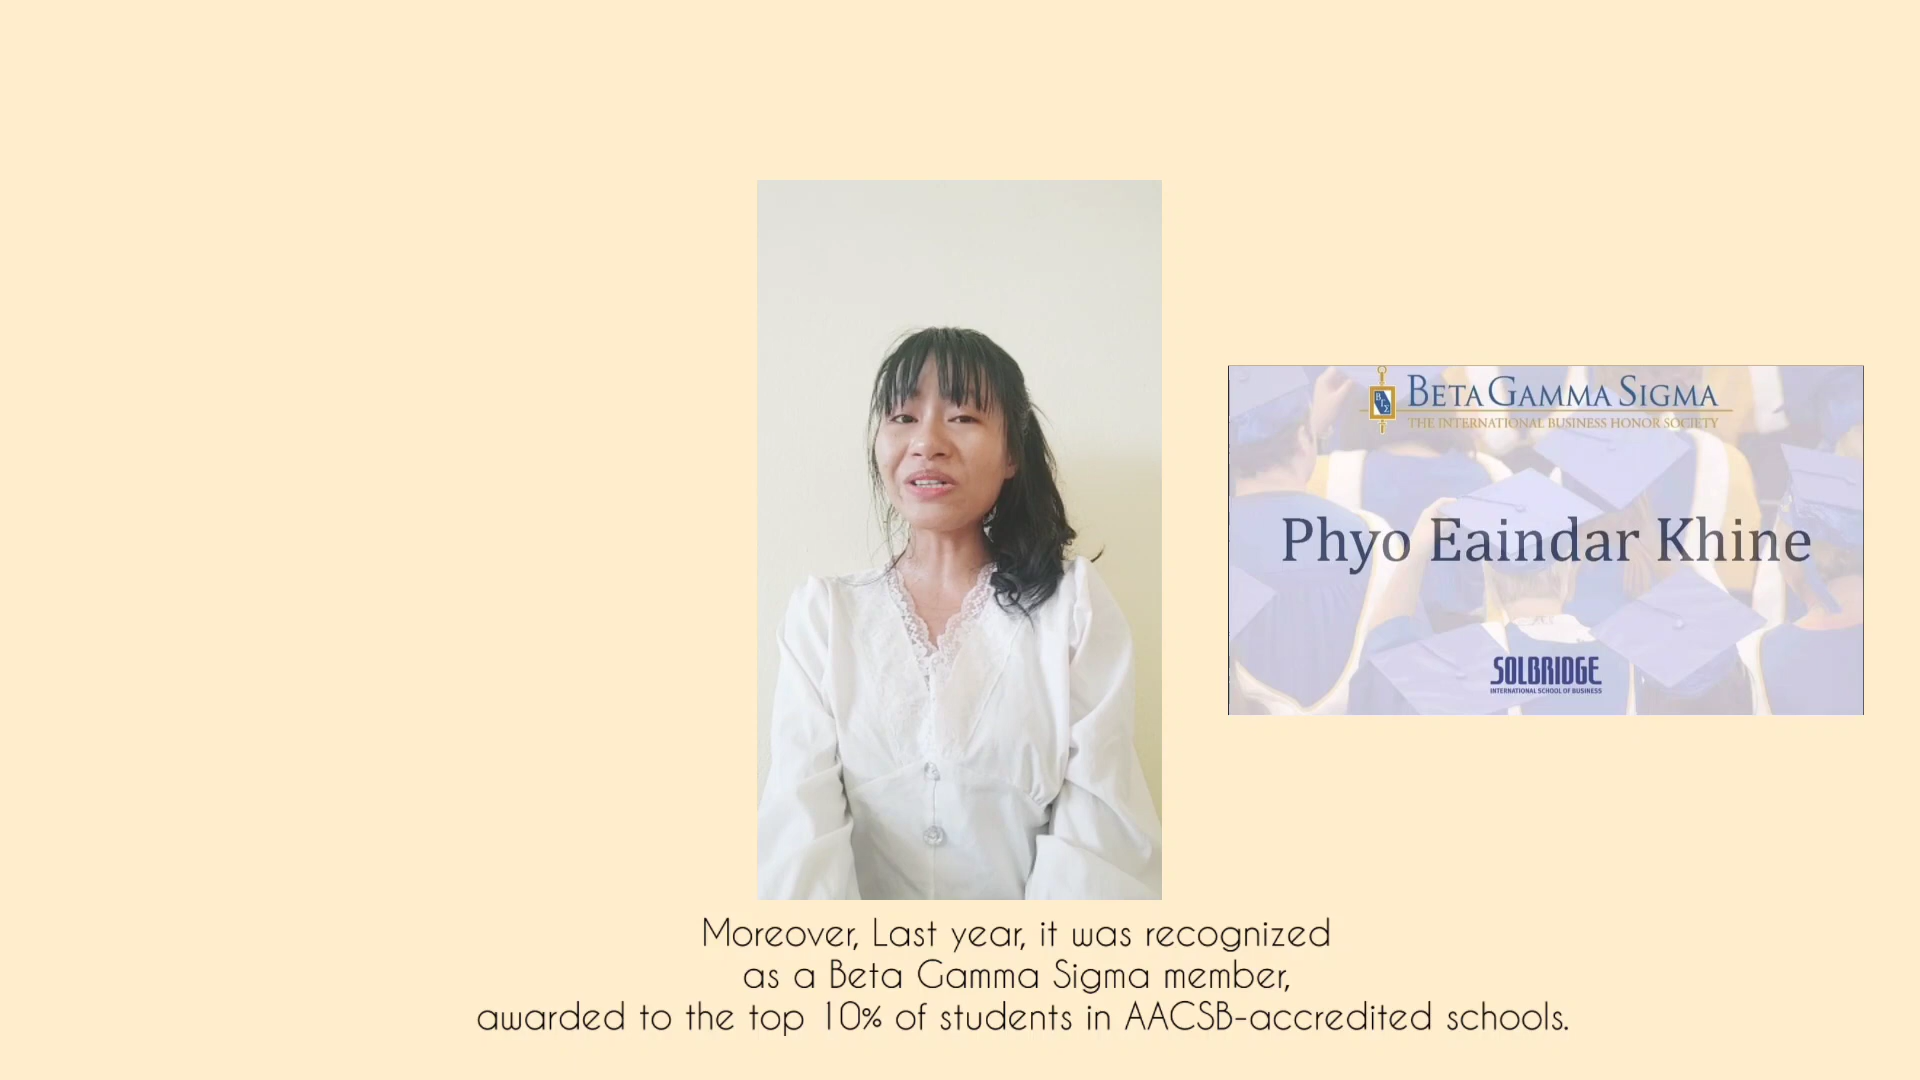 BETA GAMMA SIGMA
THE INTERNATIONAL BUSINESS HONOR SOCIETY
Phyo Eaindar Khine
SOLBRIDGE
INTERNATIONAL SCHOOL OF BUSINESS
Moreover, Last year, it was recognized
as a Beta Gamma Sigma member,
awarded to the top 10% of students in AACSB-accredited schools.